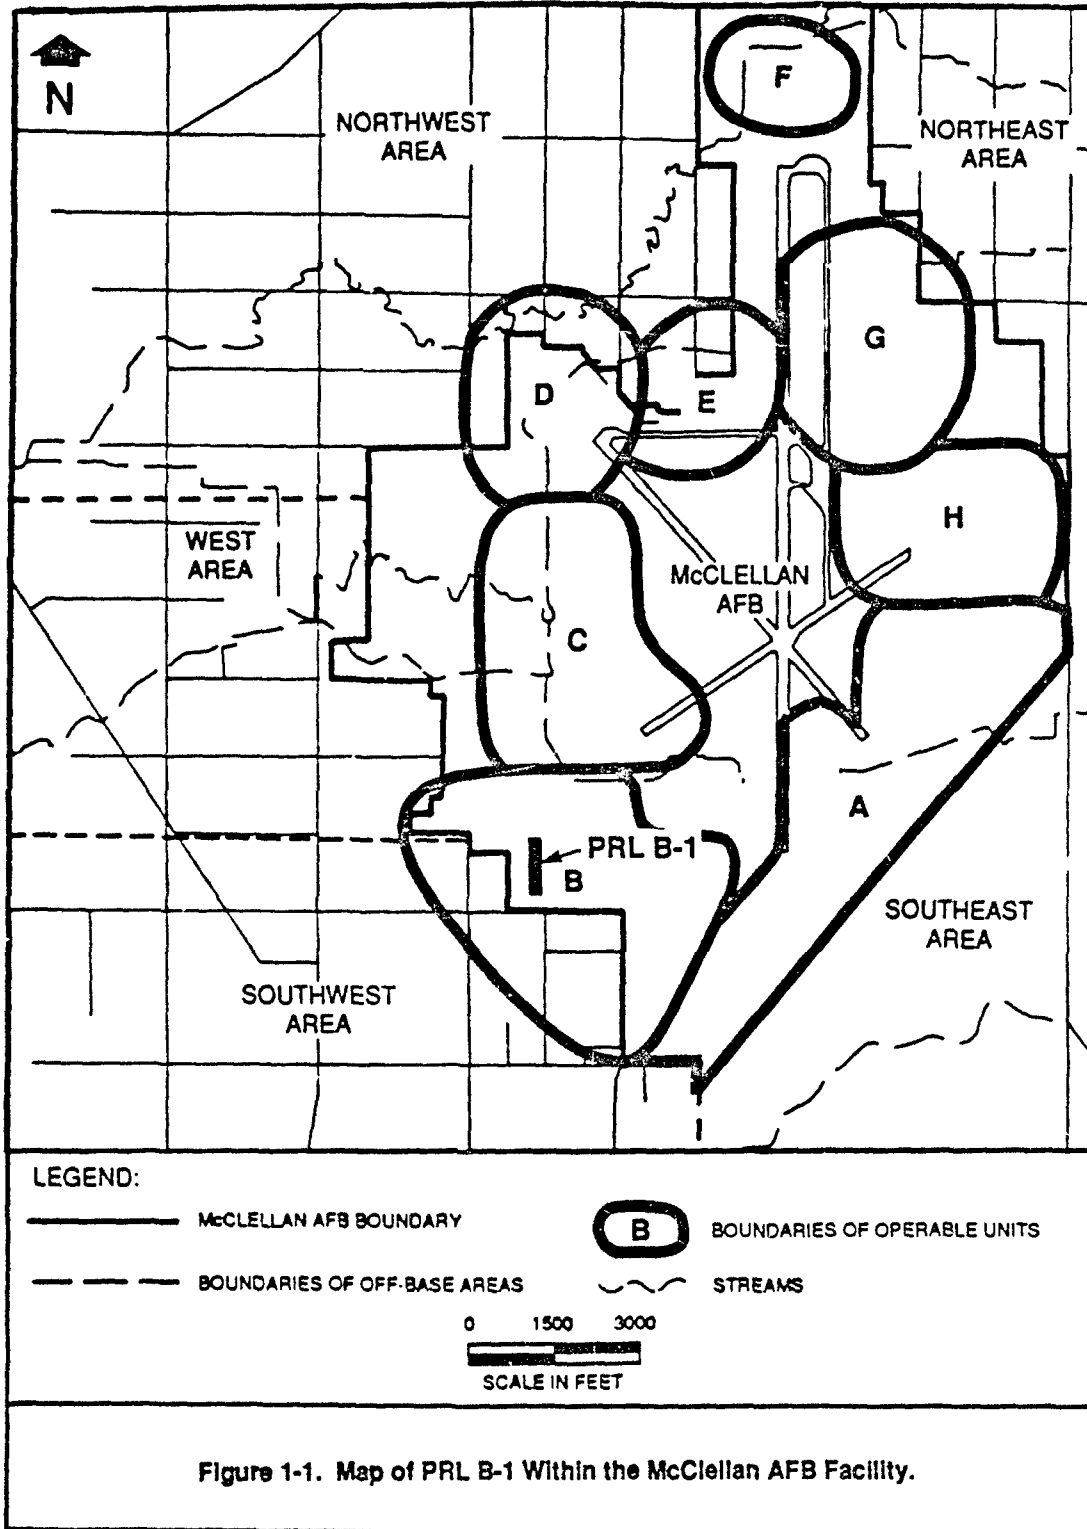 N
NORTHWEST
AREA
F
NORTHEAST
AREA
G
D
E
H
WEST
AREA
McCLELLAN
AFB
C
A
PRL B-1
B
SOUTHEAST
AREA
SOUTHWEST
AREA
LEGEND:
McCLELLAN AFB BOUNDARY
B BOUNDARIES OF OPERABLE UNITS
BOUNDARIES OF OFF-BASE AREAS
STREAMS
0 1500 3000
SCALE IN FEET
Figure 1-1. Map of PRL B-1 Within the McClellan AFB Facility.